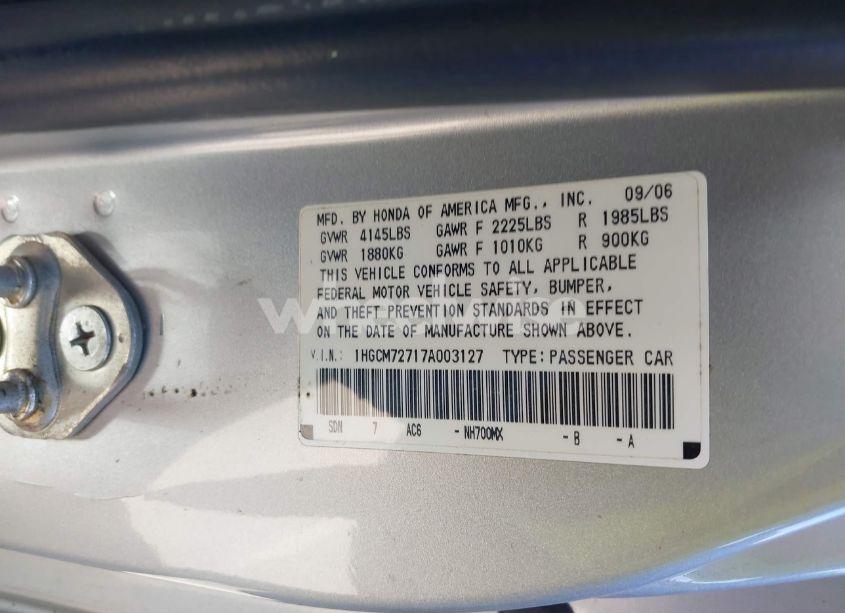 MFD. BY HONDA OF AMERICA MFG., INC. 09/06
GVWR 4145LBS GAWR F 2225LBS R 1985LBS
GVWR 1880KG GAWR F 1010KG R 900KG
THIS VEHICLE CONFORMS TO ALL APPLICABLE
FEDERAL MOTOR VEHICLE SAFETY, BUMPER,
AND THEFT PREVENTION STANDARDS IN EFFECT
ON THE DATE OF MANUFACTURE SHOWN ABOVE.
V.I.N.: 1HGCM72717A003127 TYPE: PASSENGER CAR
SDN 7 AC6 -NH700MX -B -A